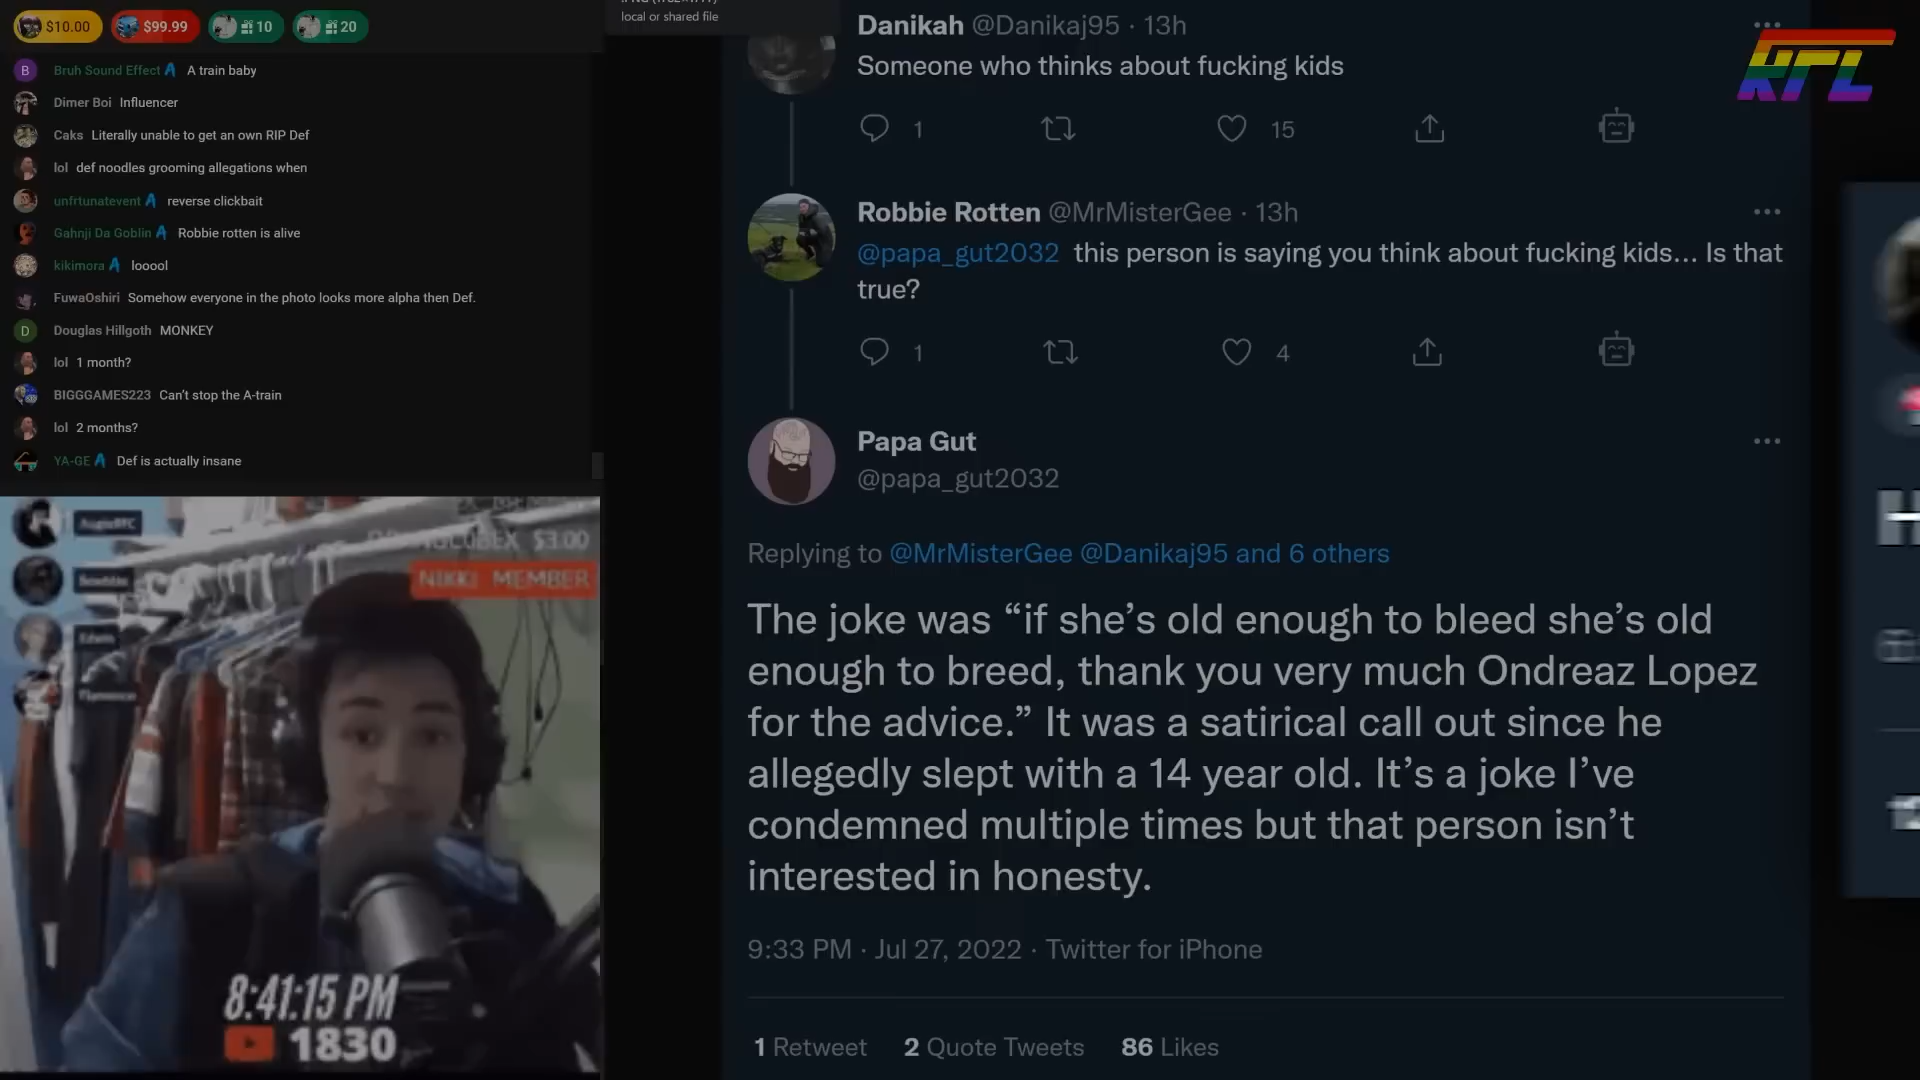 $10.00
$99.99
10
20
local or shared file
B Bruh Sound Effect A train baby
Dimer Boi Influencer
Caks Literally unable to get an own RIP Def
lol def noodles grooming allegations when
unfrtunatevent reverse clickbait
Gahnji Da Goblin Robbie rotten is alive
kikimora looool
FuwaOshiri Somehow everyone in the photo looks more alpha then Def.
D Douglas Hillgoth MONKEY
lol 1 month?
BIGGGAMES223 Can't stop the A-train
lol 2 months?
YA-GE Def is actually insane
$3.00
NIKKI MEMBER
8:41:15 PM
1830
Danikah @Danikaj95 · 13h
Someone who thinks about fucking kids
1
15
Robbie Rotten @MrMisterGee · 13h
@papa_gut2032 this person is saying you think about fucking kids... Is that
true?
1
4
Papa Gut
@papa_gut2032
Replying to @MrMisterGee @Danikaj95 and 6 others
The joke was “if she’s old enough to bleed she’s old
enough to breed, thank you very much Ondreaz Lopez
for the advice.” It was a satirical call out since he
allegedly slept with a 14 year old. It’s a joke I’ve
condemned multiple times but that person isn’t
interested in honesty.
9:33 PM · Jul 27, 2022 · Twitter for iPhone
1 Retweet 2 Quote Tweets 86 Likes
RFC